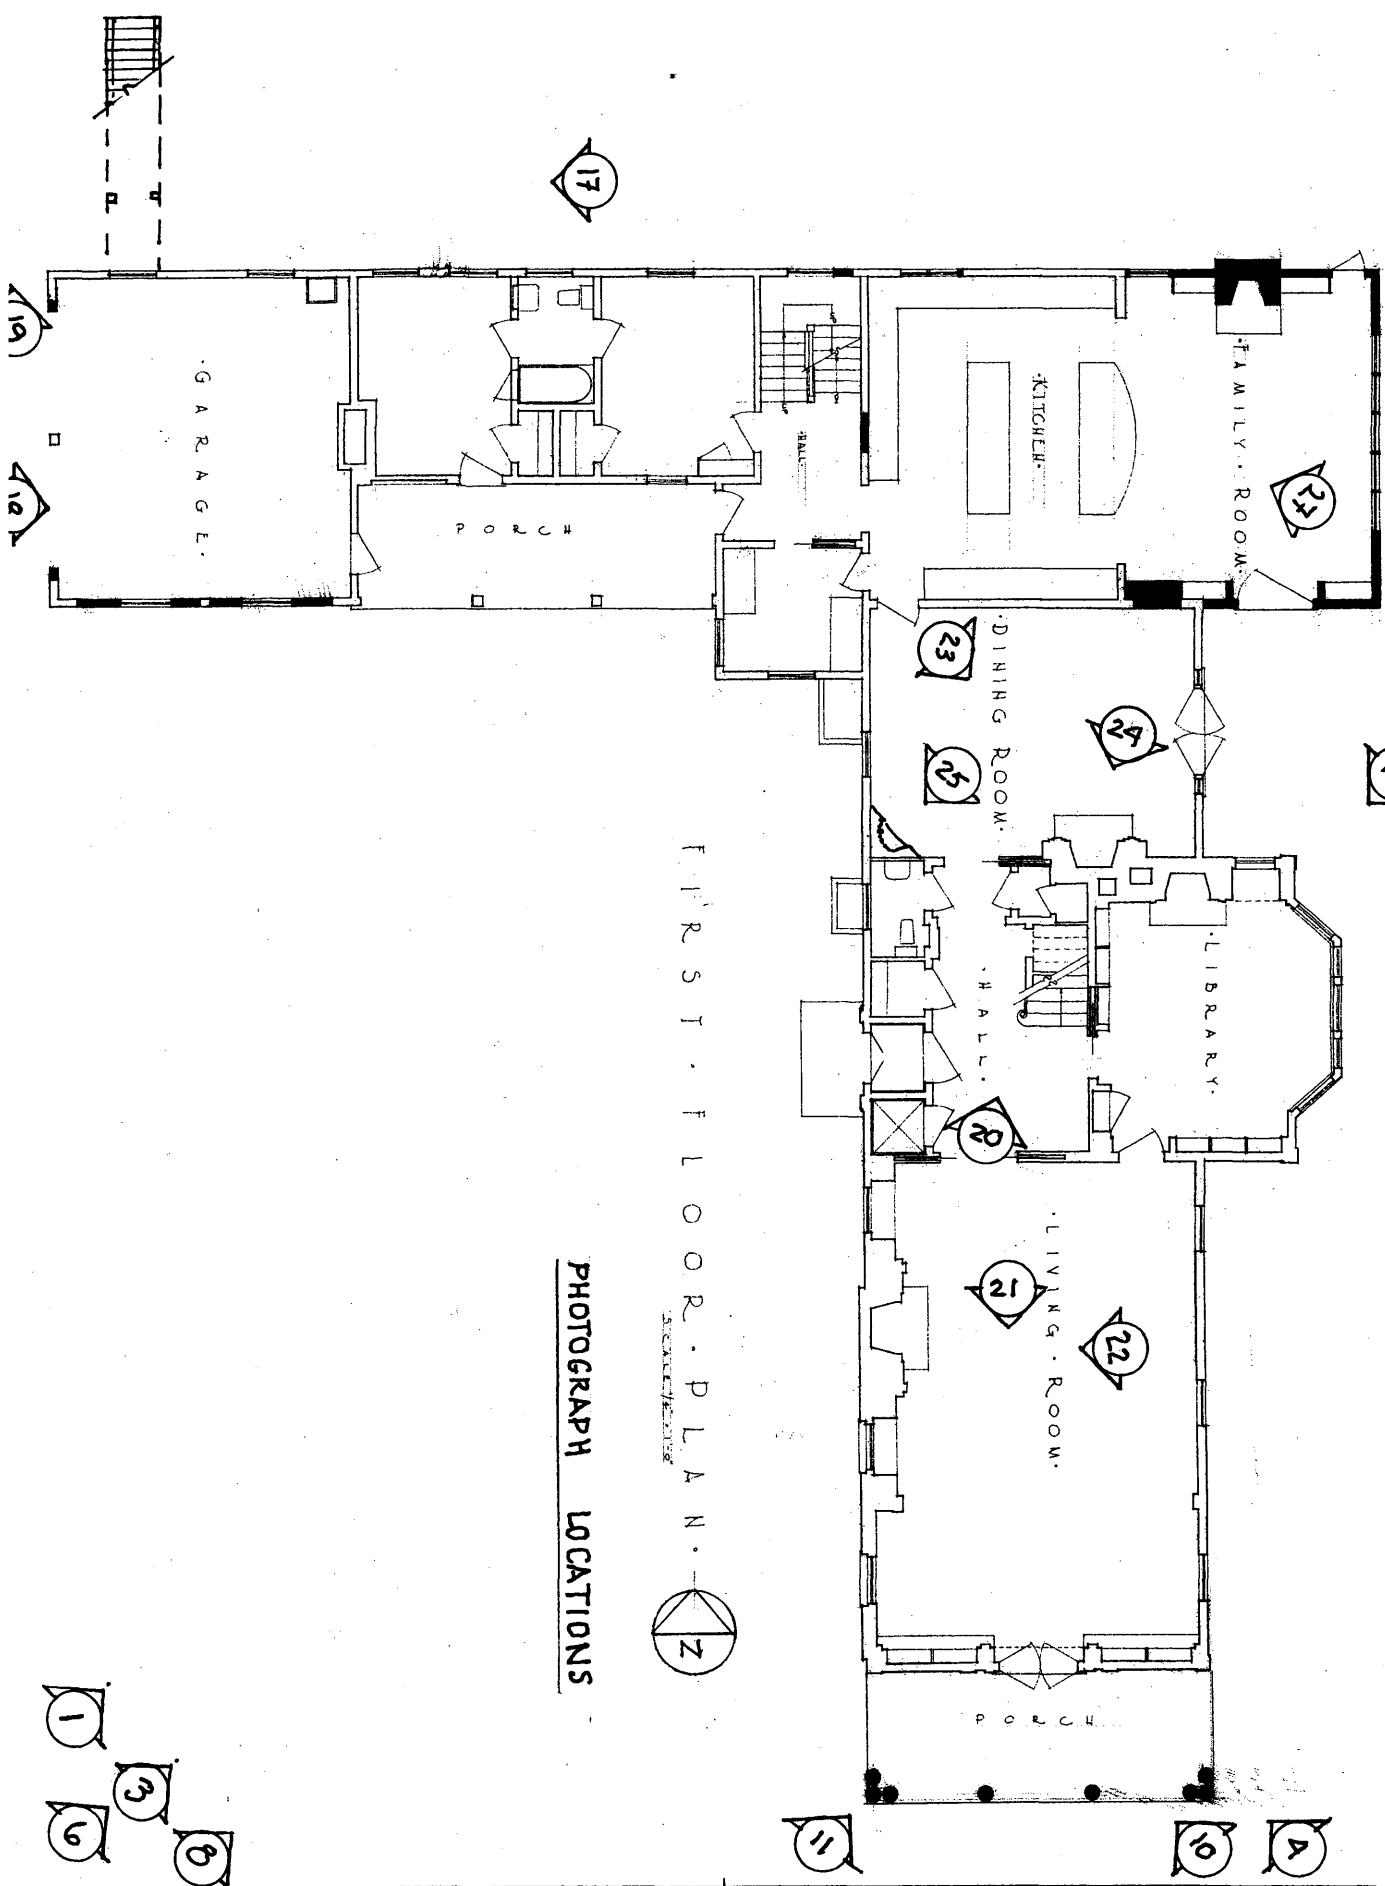 17
19
·GARAGE·
PORCH
·HALL·
·KITCHEN·
·FAMILY·ROOM·
27
23
·DINING ROOM·
24
25
·HALL·
·LIBRARY·
20
21
·LIVING·ROOM·
22
PORCH
FIRST·FLOOR·PLAN·
PHOTOGRAPH LOCATIONS
N
1
3
6
8
11
10
4